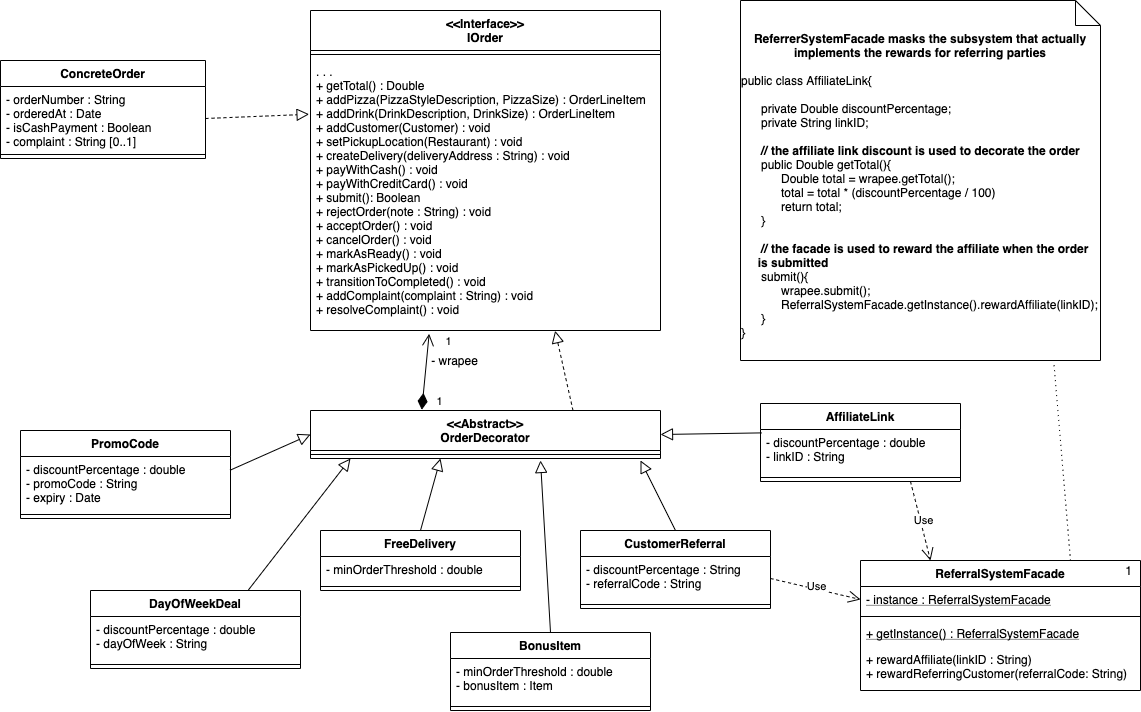 <<Interface>>
IOrder
. . .
+ getTotal() : Double
+ addPizza(PizzaStyleDescription, PizzaSize) : OrderLineItem
+ addDrink(DrinkDescription, DrinkSize) : OrderLineItem
+ addCustomer(Customer) : void
+ setPickupLocation(Restaurant) : void
+ createDelivery(deliveryAddress : String) : void
+ payWithCash() : void
+ payWithCreditCard() : void
+ submit(): Boolean
+ rejectOrder(note : String) : void
+ acceptOrder() : void
+ cancelOrder() : void
+ markAsReady() : void
+ markAsPickedUp() : void
+ transitionToCompleted() : void
+ addComplaint(complaint : String) : void
+ resolveComplaint() : void
ConcreteOrder
- orderNumber : String
- orderedAt : Date
- isCashPayment : Boolean
- complaint : String [0..1]
ReferrerSystemFacade masks the subsystem that actually
implements the rewards for referring parties
public class AffiliateLink{
private Double discountPercentage;
private String linkID;
// the affiliate link discount is used to decorate the order
public Double getTotal(){
Double total = wrapee.getTotal();
total = total * (discountPercentage / 100)
return total;
}
// the facade is used to reward the affiliate when the order
is submitted
submit(){
wrapee.submit();
ReferralSystemFacade.getInstance().rewardAffiliate(linkID);
}
}
1
- wrapee
1
<<Abstract>>
OrderDecorator
PromoCode
- discountPercentage : double
- promoCode : String
- expiry : Date
AffiliateLink
- discountPercentage : double
- linkID : String
Use
FreeDelivery
- minOrderThreshold : double
CustomerReferral
- discountPercentage : String
- referralCode : String
Use
ReferralSystemFacade
1
- instance : ReferralSystemFacade
+ getInstance() : ReferralSystemFacade
+ rewardAffiliate(linkID : String)
+ rewardReferringCustomer(referralCode: String)
DayOfWeekDeal
- discountPercentage : double
- dayOfWeek : String
BonusItem
- minOrderThreshold : double
- bonusItem : Item